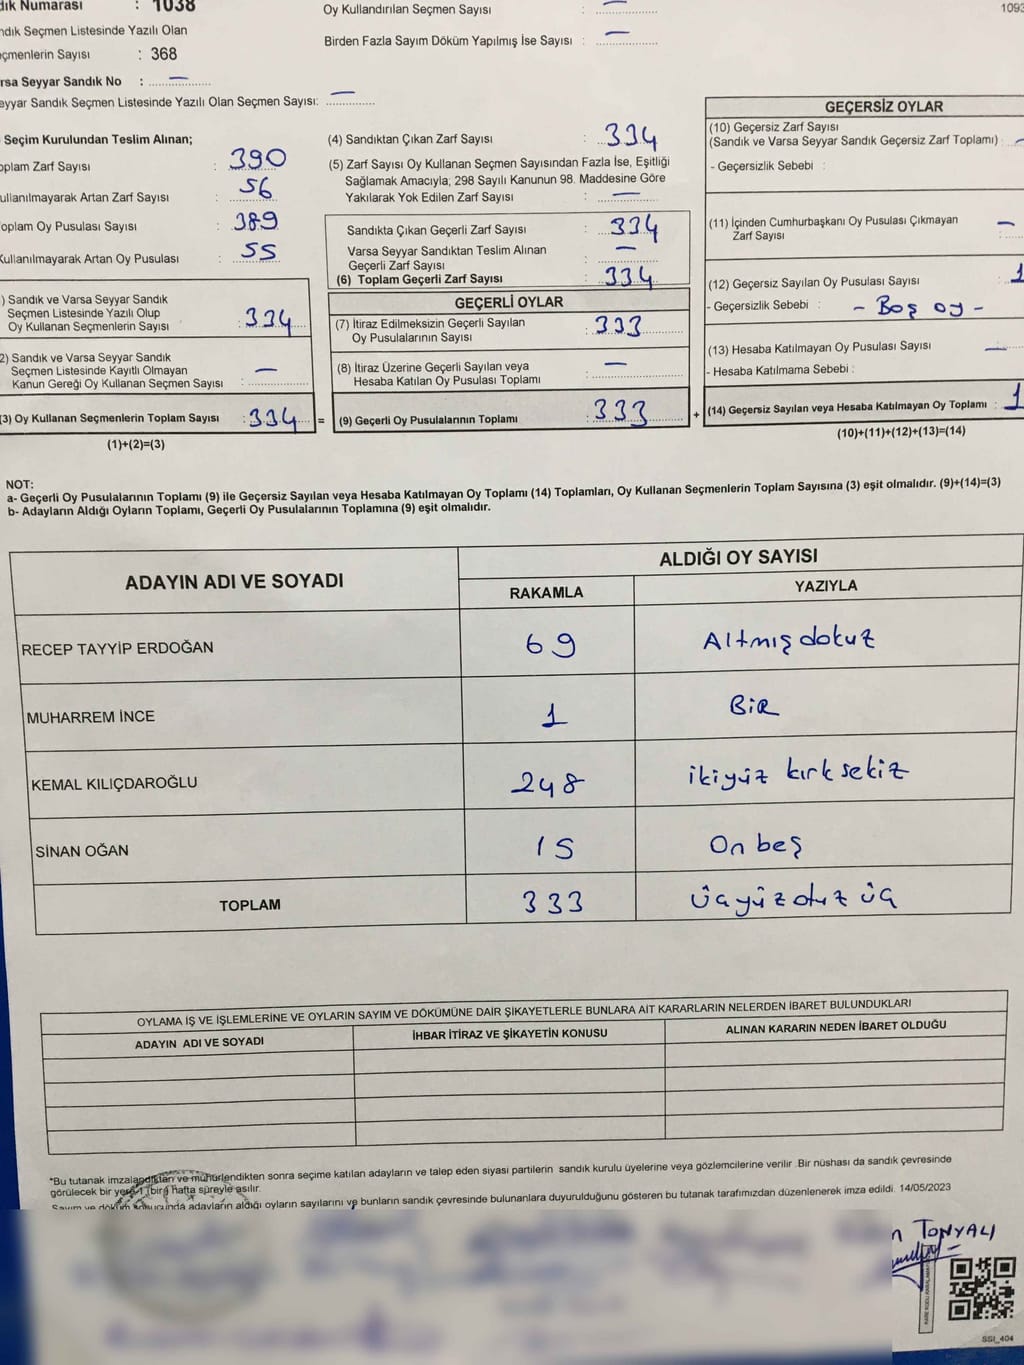 dık Numarası : 1038
Oy Kullandırılan Seçmen Sayısı : —
1093
ndık Seçmen Listesinde Yazılı Olan
çmenlerin Sayısı : 368
Birden Fazla Sayım Döküm Yapılmış İse Sayısı : —
rsa Seyyar Sandık No : —
eyyar Sandık Seçmen Listesinde Yazılı Olan Seçmen Sayısı: —
Seçim Kurulundan Teslim Alınan;
oplam Zarf Sayısı : 390
ullanılmayarak Artan Zarf Sayısı : 56
oplam Oy Pusulası Sayısı : 389
Kullanılmayarak Artan Oy Pusulası : 55
) Sandık ve Varsa Seyyar Sandık
Seçmen Listesinde Yazılı Olup
Oy Kullanan Seçmenlerin Sayısı : 334
2) Sandık ve Varsa Seyyar Sandık
Seçmen Listesinde Kayıtlı Olmayan
Kanun Gereği Oy Kullanan Seçmen Sayısı : —
(3) Oy Kullanan Seçmenlerin Toplam Sayısı : 334 =
(1)+(2)=(3)
(4) Sandıktan Çıkan Zarf Sayısı : 334
(5) Zarf Sayısı Oy Kullanan Seçmen Sayısından Fazla İse, Eşitliği
Sağlamak Amacıyla; 298 Sayılı Kanunun 98. Maddesine Göre
Yakılarak Yok Edilen Zarf Sayısı : —
Sandıkta Çıkan Geçerli Zarf Sayısı : 334
Varsa Seyyar Sandıktan Teslim Alınan
Geçerli Zarf Sayısı : —
(6) Toplam Geçerli Zarf Sayısı : 334
GEÇERLİ OYLAR
(7) İtiraz Edilmeksizin Geçerli Sayılan
Oy Pusulalarının Sayısı : 333
(8) İtiraz Üzerine Geçerli Sayılan veya
Hesaba Katılan Oy Pusulası Toplamı : —
(9) Geçerli Oy Pusulalarının Toplamı : 333 +
GEÇERSİZ OYLAR
(10) Geçersiz Zarf Sayısı
(Sandık ve Varsa Seyyar Sandık Geçersiz Zarf Toplamı) : —
- Geçersizlik Sebebi :
(11) İçinden Cumhurbaşkanı Oy Pusulası Çıkmayan
Zarf Sayısı : —
(12) Geçersiz Sayılan Oy Pusulası Sayısı : 1
- Geçersizlik Sebebi : - Boş oy -
(13) Hesaba Katılmayan Oy Pusulası Sayısı : —
- Hesaba Katılmama Sebebi :
(14) Geçersiz Sayılan veya Hesaba Katılmayan Oy Toplamı : 1
(10)+(11)+(12)+(13)=(14)
NOT:
a- Geçerli Oy Pusulalarının Toplamı (9) ile Geçersiz Sayılan veya Hesaba Katılmayan Oy Toplamı (14) Toplamları, Oy Kullanan Seçmenlerin Toplam Sayısına (3) eşit olmalıdır. (9)+(14)=(3)
b- Adayların Aldığı Oyların Toplamı, Geçerli Oy Pusulalarının Toplamına (9) eşit olmalıdır.
ADAYIN ADI VE SOYADI
ALDIĞI OY SAYISI
RAKAMLA YAZIYLA
RECEP TAYYİP ERDOĞAN 69 Altmış dokuz
MUHARREM İNCE 1 BiR
KEMAL KILIÇDAROĞLU 248 ikiyüz kırk sekiz
SİNAN OĞAN 15 On beş
TOPLAM 333 üçyüz otuz üç
OYLAMA İŞ VE İŞLEMLERİNE VE OYLARIN SAYIM VE DÖKÜMÜNE DAİR ŞİKAYETLERLE BUNLARA AİT KARARLARIN NELERDEN İBARET BULUNDUKLARI
ADAYIN ADI VE SOYADI İHBAR İTİRAZ VE ŞİKAYETİN KONUSU ALINAN KARARIN NEDEN İBARET OLDUĞU
*Bu tutanak imzalandıktan ve mühürlendikten sonra seçime katılan adayların ve talep eden siyasi partilerin sandık kurulu üyelerine veya gözlemcilerine verilir .Bir nüshası da sandık çevresinde
görülecek bir yere 1 (bir) hafta süreyle asılır.
Sayım ve döküm sonucunda adayların aldığı oyların sayılarını ve bunların sandık çevresinde bulunanlara duyurulduğunu gösteren bu tutanak tarafımızdan düzenlenerek imza edildi. 14/05/2023
n TONYALI
SSI_404